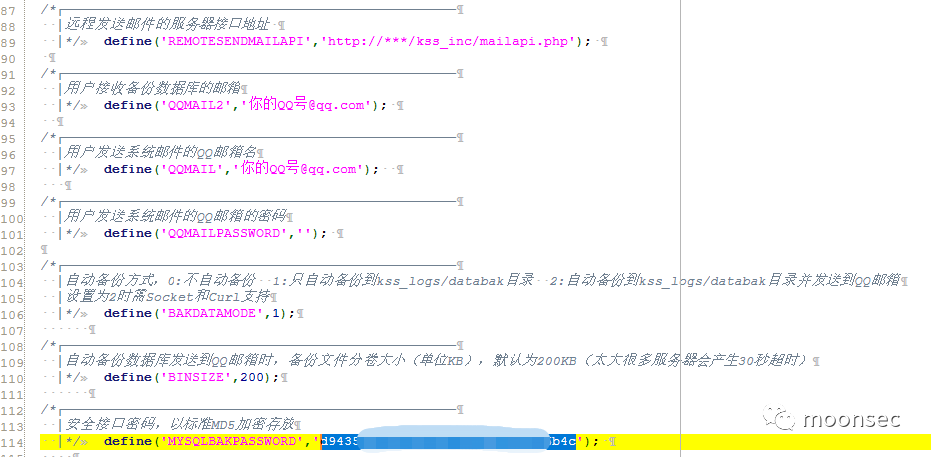 87 /*┌
88 │远程发送邮件的服务器接口地址
89 │*/ define('REMOTESENDMAILAPI','http://***/kss_inc/mailapi.php');
90
91 /*┌
92 │用户接收备份数据库的邮箱
93 │*/ define('QQMAIL2','你的QQ号@qq.com');
94
95 /*┌
96 │用户发送系统邮件的QQ邮箱名
97 │*/ define('QQMAIL','你的QQ号@qq.com');
98
99 /*┌
100 │用户发送系统邮件的QQ邮箱的密码
101 │*/ define('QQMAILPASSWORD','');
102
103 /*┌
104 │自动备份方式，0:不自动备份 1:只自动备份到kss_logs/databak目录 2:自动备份到kss_logs/databak目录并发送到QQ邮箱
105 │设置为2时需Socket和Curl支持
106 │*/ define('BAKDATAMODE',1);
107
108 /*┌
109 │自动备份数据库发送到QQ邮箱时，备份文件分卷大小（单位KB），默认为200KB（太大很多服务器会产生30秒超时）
110 │*/ define('BINSIZE',200);
111
112 /*┌
113 │安全接口密码，以标准MD5加密存放
114 │*/ define('MYSQLBAKPASSWORD','d9435 5b4c');
115
moonsec